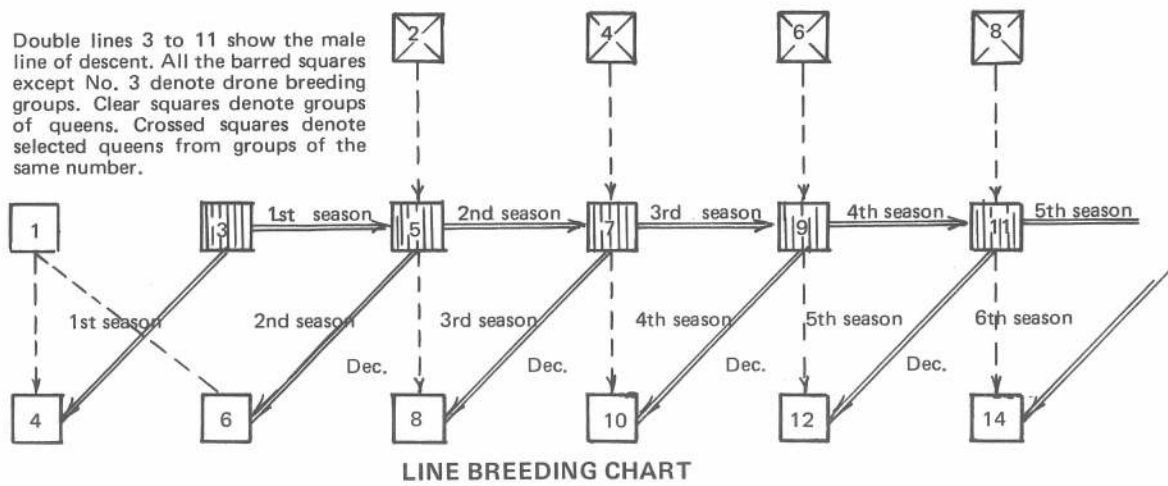 Double lines 3 to 11 show the male
line of descent. All the barred squares
except No. 3 denote drone breeding
groups. Clear squares denote groups
of queens. Crossed squares denote
selected queens from groups of the
same number.
2 4 6 8
1 3 1st season 5 2nd season 7 3rd season 9 4th season 11 5th season
1st season 2nd season 3rd season 4th season 5th season 6th season
Dec. Dec. Dec. Dec.
4 6 8 10 12 14
LINE BREEDING CHART